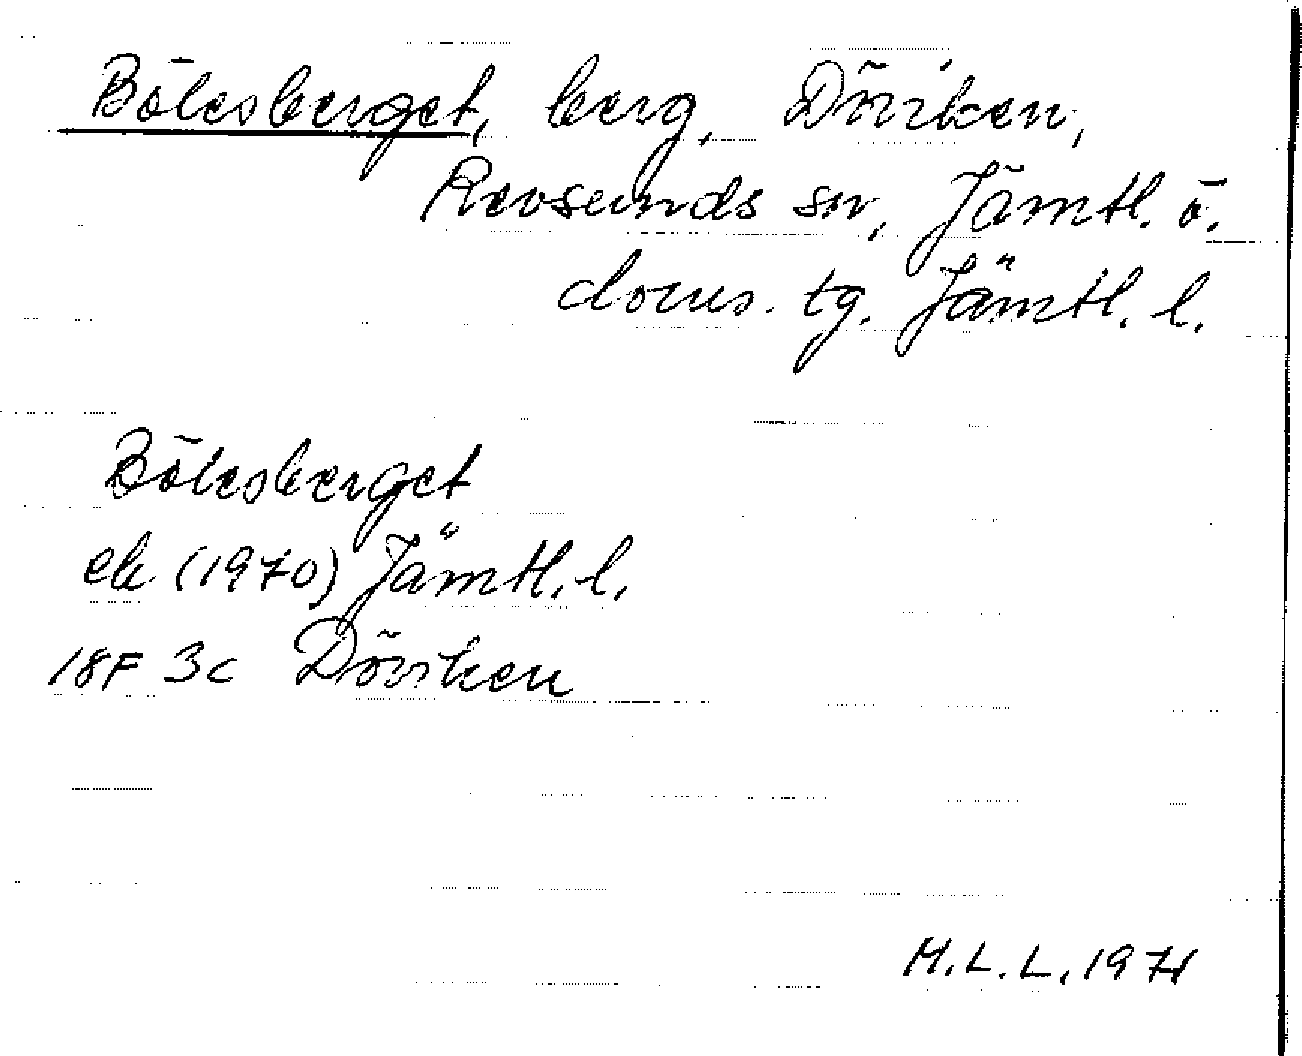 Bölesberget, berg, Döviken,
Revsunds sn, Jämtl. ö.
doms. tg. Jämtl. l.
Bölesberget
ek (1970) Jämtl. l.
18F 3c Döviken
M.L.L. 1971